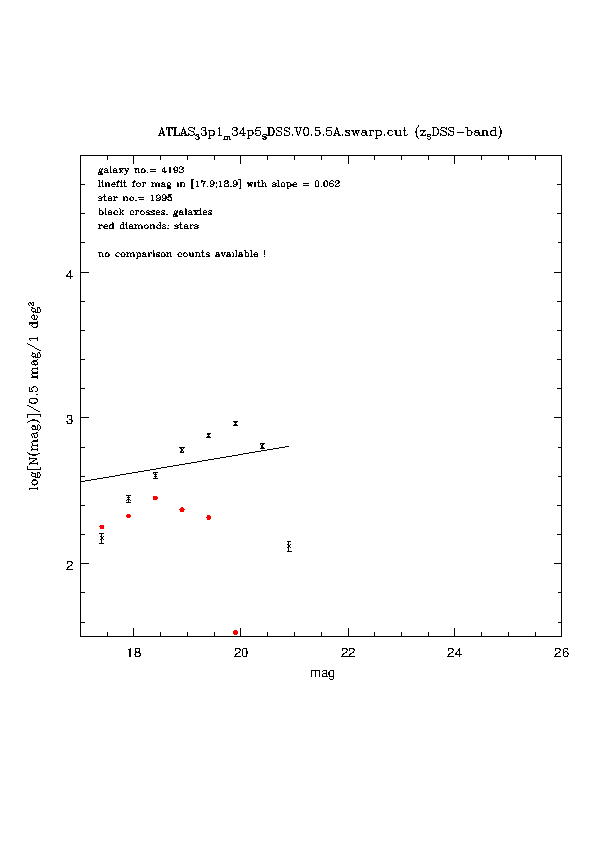 ATLAS₃3p1ₘ34p5ₛDSS.V0.5.5A.swarp.cut (zₛDSS−band)
galaxy no.= 4193
linefit for mag in [17.9;18.9] with slope = 0.062
star no.= 1995
black crosses: galaxies
red diamonds: stars
no comparison counts available !
log[N(mag)]/0.5 mag/1 deg²
4
3
2
18 20 22 24 26
mag